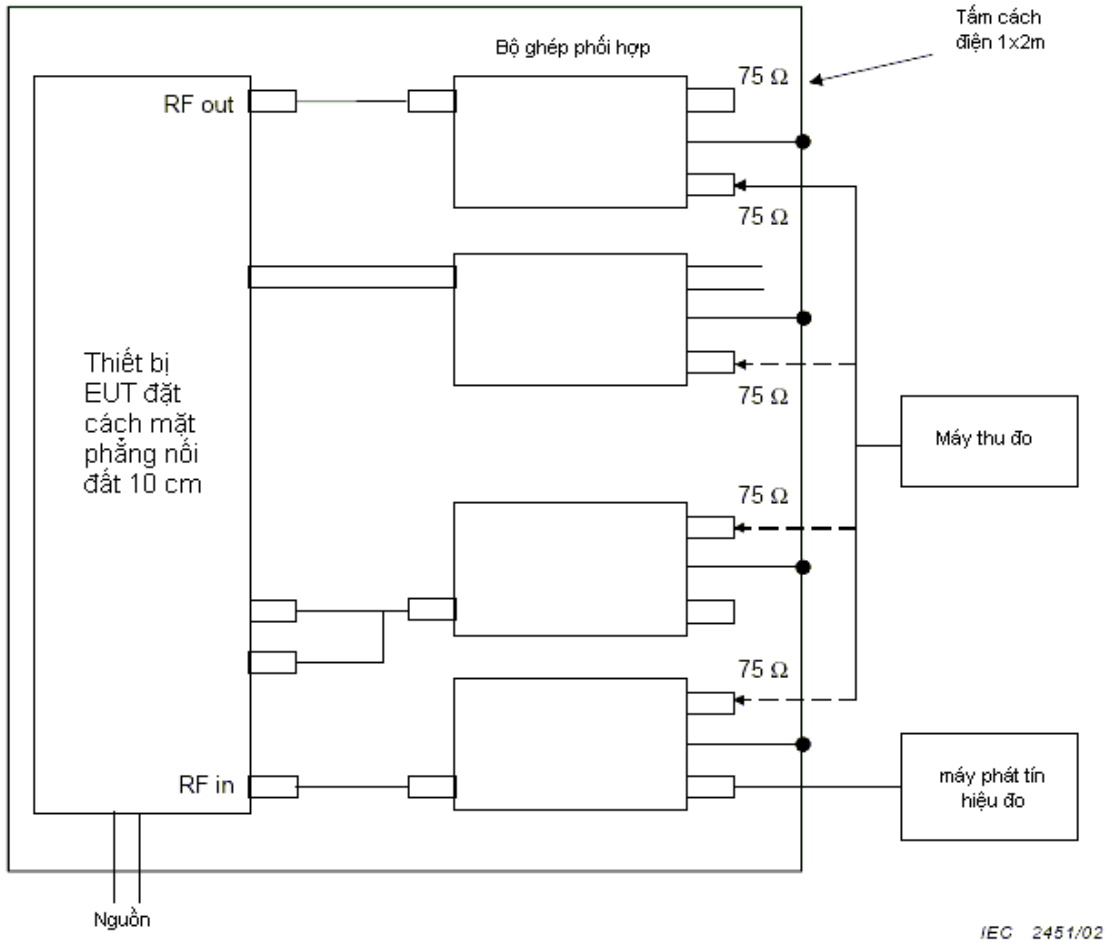 Tấm cách
điện 1x2m
Bộ ghép phối hợp
75 Ω
RF out
75 Ω
Thiết bị
EUT đặt
cách mặt
phẳng nối
đất 10 cm
75 Ω
Máy thu đo
75 Ω
75 Ω
RF in
máy phát tín
hiệu đo
Nguồn
IEC 2451/02